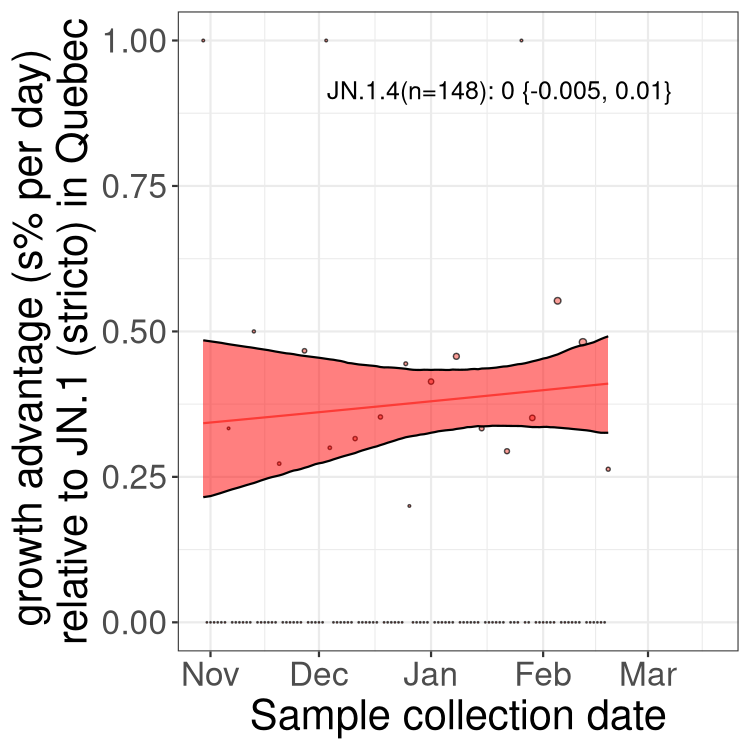 growth advantage (s% per day)
relative to JN.1 (stricto) in Quebec
1.00
0.75
0.50
0.25
0.00
JN.1.4(n=148): 0 {-0.005, 0.01}
Nov Dec Jan Feb Mar
Sample collection date